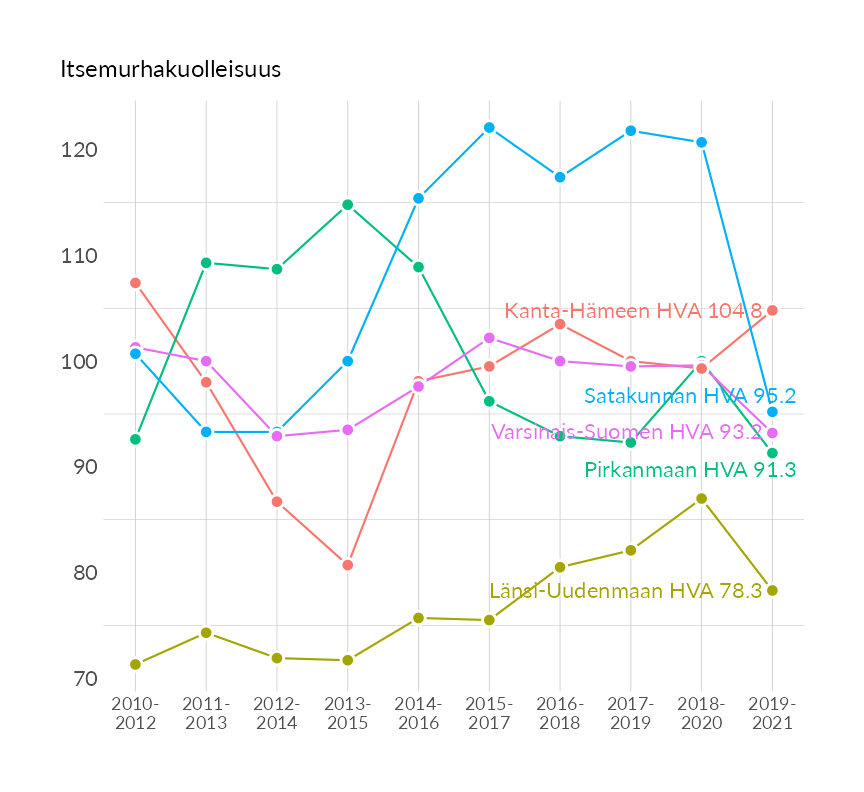 Itsemurhakuolleisuus
120
110
Kanta-Hämeen HVA 104.8
100
Satakunnan HVA 95.2
Varsinais-Suomen HVA 93.2
90
Pirkanmaan HVA 91.3
80
Länsi-Uudenmaan HVA 78.3
70
2010- 2011- 2012- 2013- 2014- 2015- 2016- 2017- 2018- 2019-
2012 2013 2014 2015 2016 2017 2018 2019 2020 2021